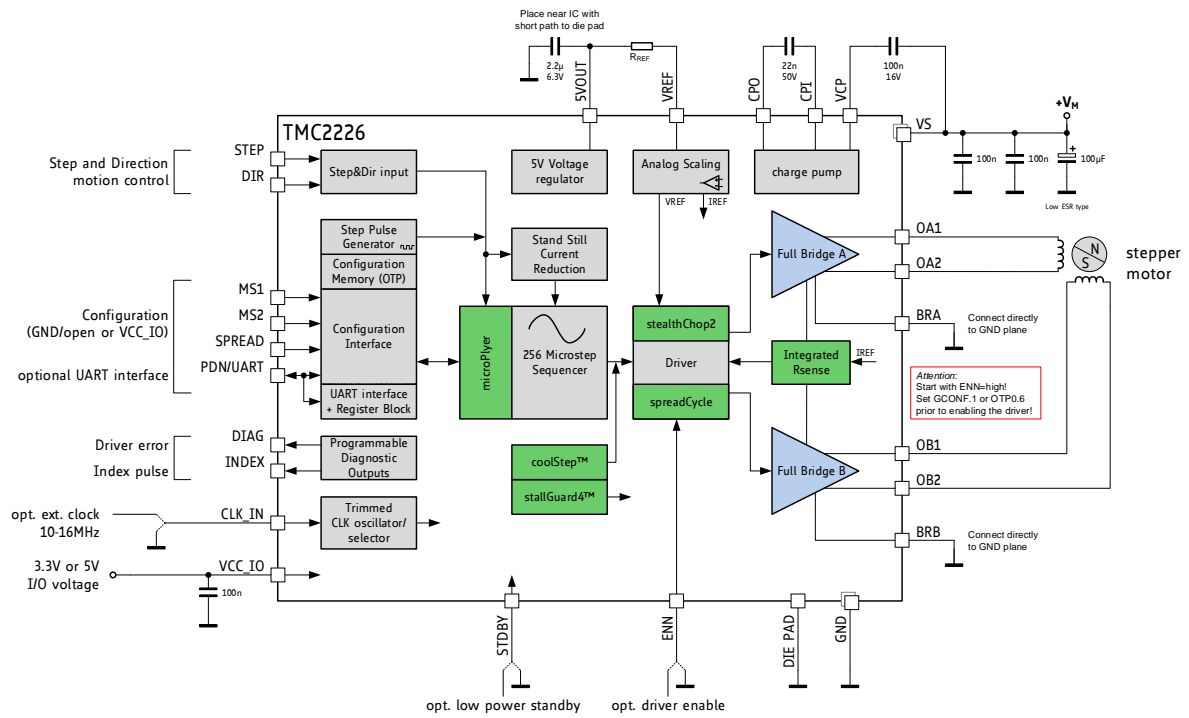 Place near IC with
short path to die pad
2.2µ
6.3V
5VOUT
RREF
VREF
22n
50V
CPO
CPI
VCP
100n
16V
+VM
VS
100n
100n
+
100µF
Low ESR type
TMC2226
Step and Direction
motion control
STEP
DIR
Step&Dir input
5V Voltage
regulator
Analog Scaling
VREF
IREF
charge pump
Step Pulse
Generator
Configuration
Memory (OTP)
Stand Still
Current
Reduction
Full Bridge A
OA1
OA2
N
S
stepper
motor
Configuration
(GND/open or VCC_IO)
optional UART interface
MS1
MS2
SPREAD
PDN/UART
Configuration
Interface
UART interface
+ Register Block
microPlyer
256 Microstep
Sequencer
stealthChop2
Driver
spreadCycle
Integrated
Rsense
IREF
BRA
Connect directly
to GND plane
Attention:
Start with ENN=high!
Set GCONF.1 or OTP0.6
prior to enabling the driver!
Driver error
Index pulse
DIAG
INDEX
Programmable
Diagnostic
Outputs
coolStep™
stallGuard4™
Full Bridge B
OB1
OB2
opt. ext. clock
10-16MHz
CLK_IN
Trimmed
CLK oscillator/
selector
BRB
Connect directly
to GND plane
3.3V or 5V
I/O voltage
VCC_IO
100n
STDBY
ENN
DIE PAD
GND
opt. low power standby
opt. driver enable